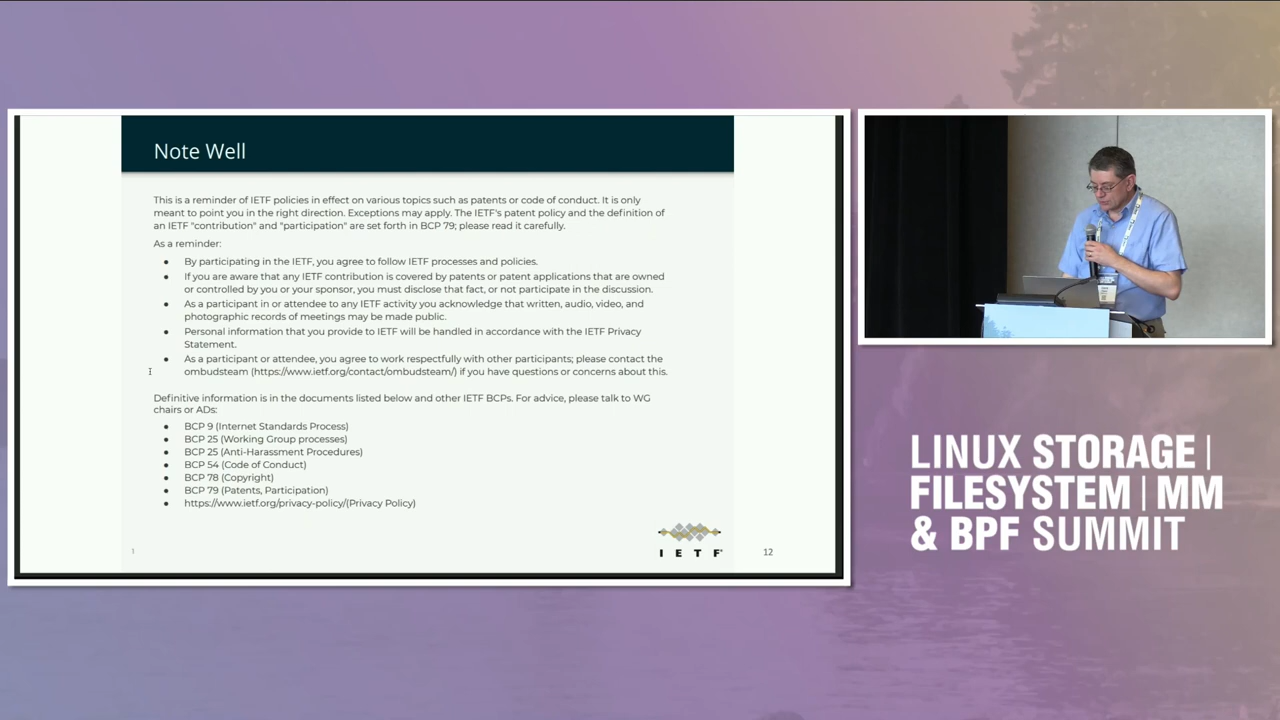 Note Well
This is a reminder of IETF policies in effect on various topics such as patents or code of conduct. It is only
meant to point you in the right direction. Exceptions may apply. The IETF's patent policy and the definition of
an IETF "contribution" and "participation" are set forth in BCP 79; please read it carefully.
As a reminder:
● By participating in the IETF, you agree to follow IETF processes and policies.
● If you are aware that any IETF contribution is covered by patents or patent applications that are owned
or controlled by you or your sponsor, you must disclose that fact, or not participate in the discussion.
● As a participant in or attendee to any IETF activity you acknowledge that written, audio, video, and
photographic records of meetings may be made public.
● Personal information that you provide to IETF will be handled in accordance with the IETF Privacy
Statement.
● As a participant or attendee, you agree to work respectfully with other participants; please contact the
ombudsteam (https://www.ietf.org/contact/ombudsteam/) if you have questions or concerns about this.
Definitive information is in the documents listed below and other IETF BCPs. For advice, please talk to WG
chairs or ADs:
● BCP 9 (Internet Standards Process)
● BCP 25 (Working Group processes)
● BCP 25 (Anti-Harassment Procedures)
● BCP 54 (Code of Conduct)
● BCP 78 (Copyright)
● BCP 79 (Patents, Participation)
● https://www.ietf.org/privacy-policy/(Privacy Policy)
1
I E T F®
12
LINUX STORAGE |
FILESYSTEM | MM
& BPF SUMMIT